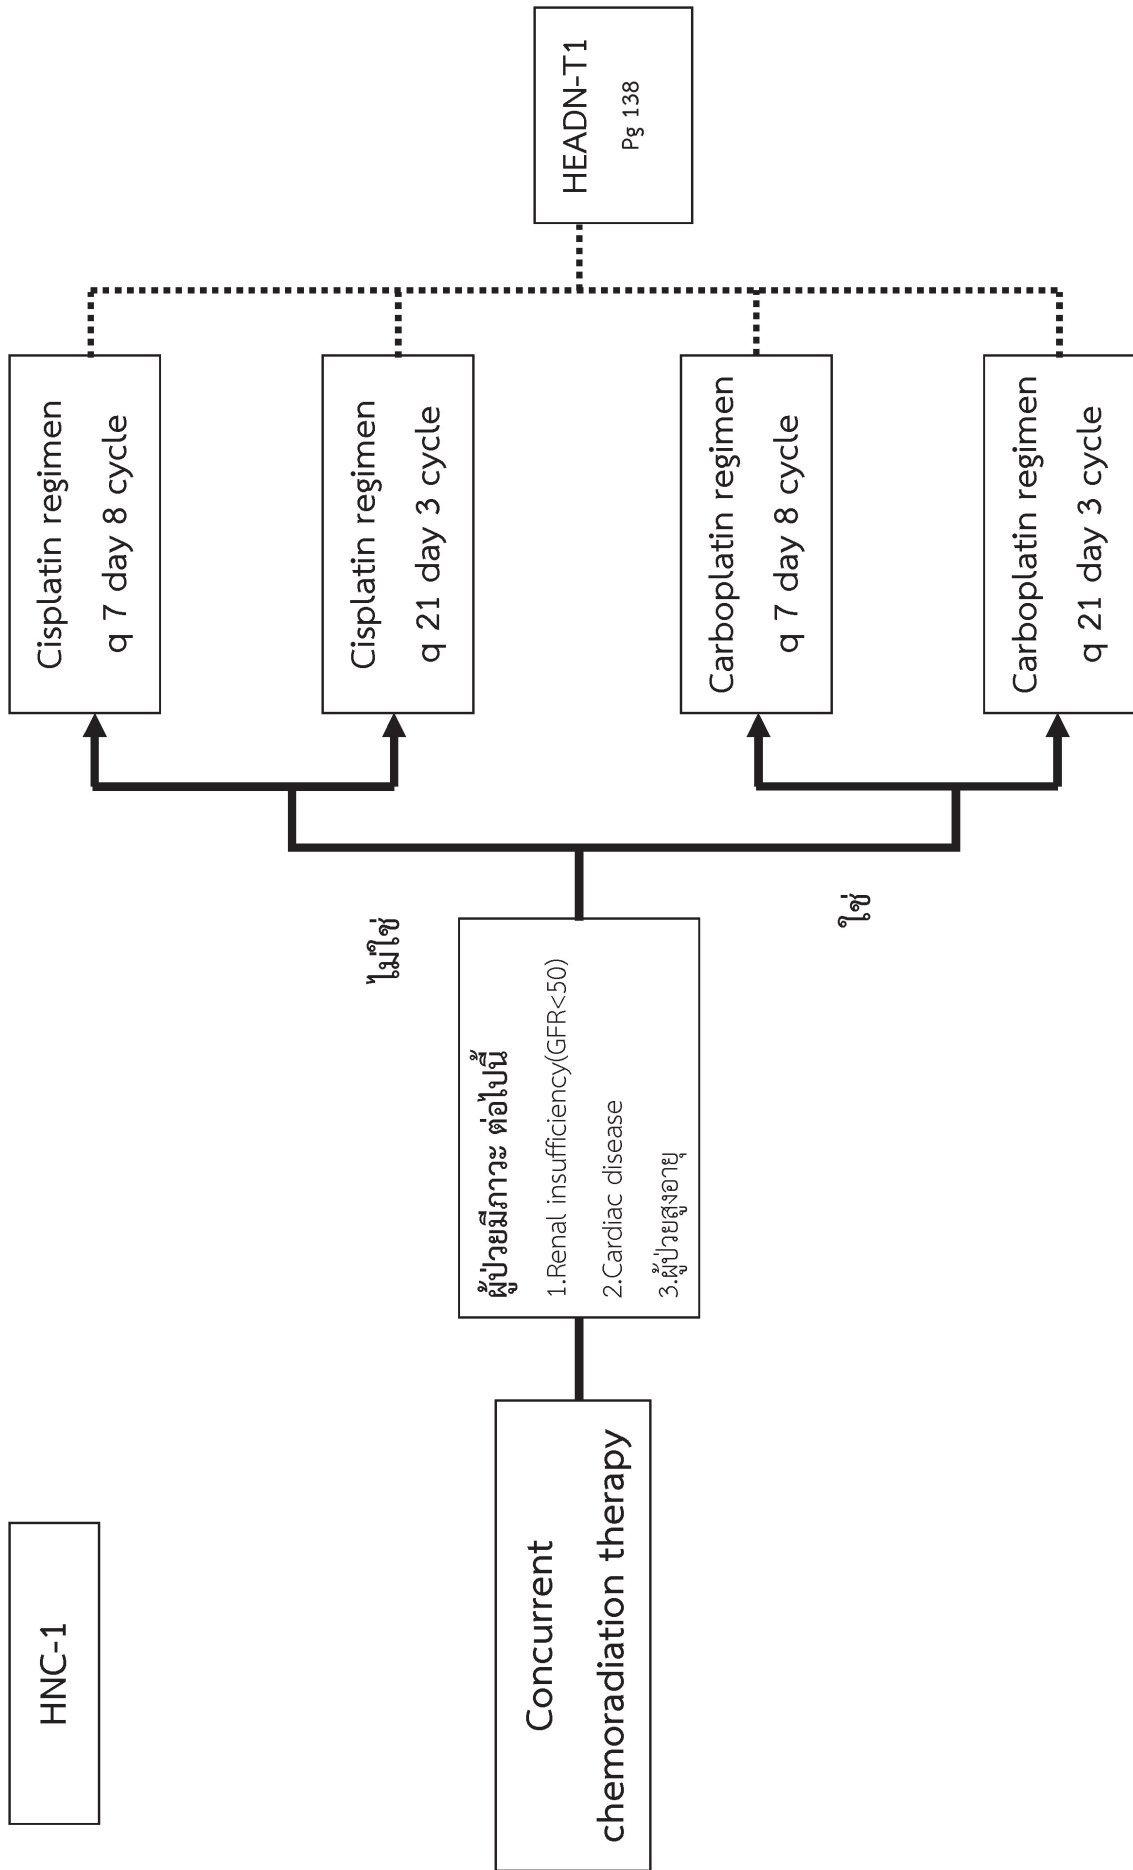 HNC-1
Concurrent
chemoradiation therapy
ผู้ป่วยมีภาวะ ต่อไปนี้
1.Renal insufficiency(GFR<50)
2.Cardiac disease
3.ผู้ป่วยสูงอายุ
ไม่ใช่
ใช่
Cisplatin regimen
q 7 day 8 cycle
Cisplatin regimen
q 21 day 3 cycle
Carboplatin regimen
q 7 day 8 cycle
Carboplatin regimen
q 21 day 3 cycle
HEADN-T1
Pg 138